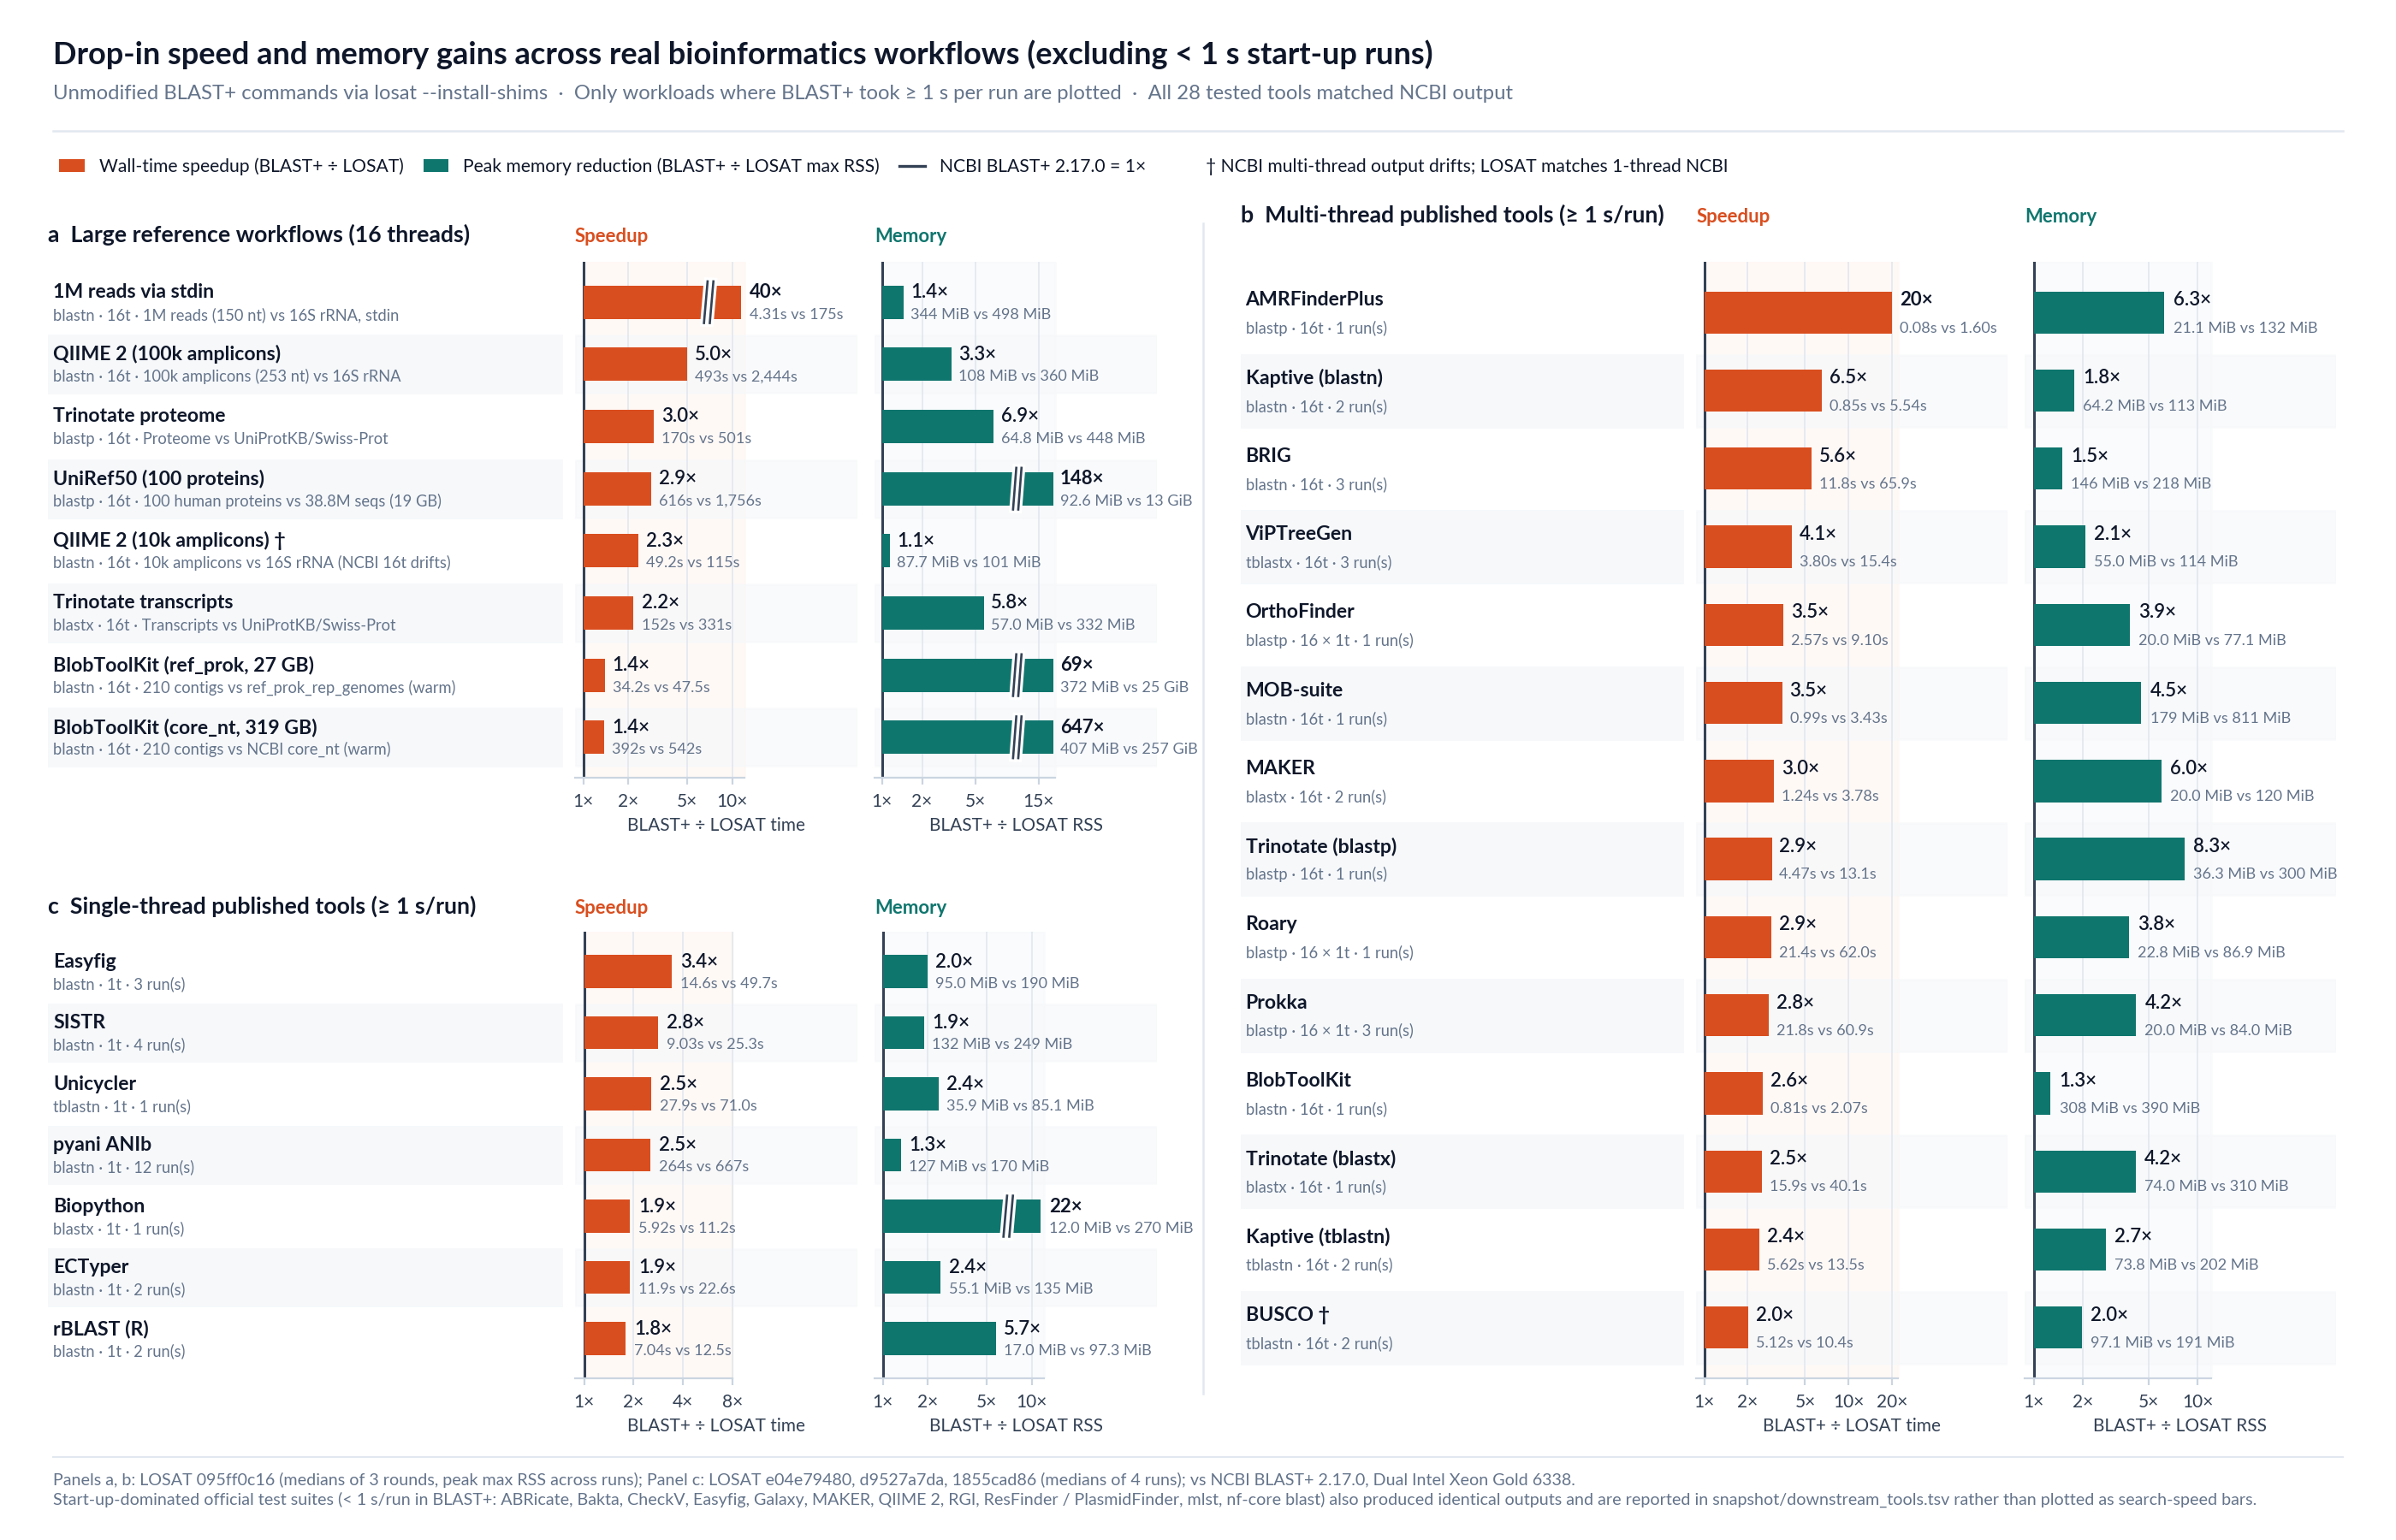 Drop-in speed and memory gains across real bioinformatics workflows (excluding < 1 s start-up runs)
Unmodified BLAST+ commands via losat --install-shims · Only workloads where BLAST+ took ≥ 1 s per run are plotted · All 28 tested tools matched NCBI output
Wall-time speedup (BLAST+ ÷ LOSAT)
Peak memory reduction (BLAST+ ÷ LOSAT max RSS)
NCBI BLAST+ 2.17.0 = 1×
† NCBI multi-thread output drifts; LOSAT matches 1-thread NCBI
a Large reference workflows (16 threads)
Speedup
Memory
1M reads via stdin
blastn · 16t · 1M reads (150 nt) vs 16S rRNA, stdin
40×
4.31s vs 175s
1.4×
344 MiB vs 498 MiB
QIIME 2 (100k amplicons)
blastn · 16t · 100k amplicons (253 nt) vs 16S rRNA
5.0×
493s vs 2,444s
3.3×
108 MiB vs 360 MiB
Trinotate proteome
blastp · 16t · Proteome vs UniProtKB/Swiss-Prot
3.0×
170s vs 501s
6.9×
64.8 MiB vs 448 MiB
UniRef50 (100 proteins)
blastp · 16t · 100 human proteins vs 38.8M seqs (19 GB)
2.9×
616s vs 1,756s
148×
92.6 MiB vs 13 GiB
QIIME 2 (10k amplicons) †
blastn · 16t · 10k amplicons vs 16S rRNA (NCBI 16t drifts)
2.3×
49.2s vs 115s
1.1×
87.7 MiB vs 101 MiB
Trinotate transcripts
blastx · 16t · Transcripts vs UniProtKB/Swiss-Prot
2.2×
152s vs 331s
5.8×
57.0 MiB vs 332 MiB
BlobToolKit (ref_prok, 27 GB)
blastn · 16t · 210 contigs vs ref_prok_rep_genomes (warm)
1.4×
34.2s vs 47.5s
69×
372 MiB vs 25 GiB
BlobToolKit (core_nt, 319 GB)
blastn · 16t · 210 contigs vs NCBI core_nt (warm)
1.4×
392s vs 542s
647×
407 MiB vs 257 GiB
1× 2× 5× 10×
BLAST+ ÷ LOSAT time
1× 2× 5× 15×
BLAST+ ÷ LOSAT RSS
b Multi-thread published tools (≥ 1 s/run)
Speedup
Memory
AMRFinderPlus
blastp · 16t · 1 run(s)
20×
0.08s vs 1.60s
6.3×
21.1 MiB vs 132 MiB
Kaptive (blastn)
blastn · 16t · 2 run(s)
6.5×
0.85s vs 5.54s
1.8×
64.2 MiB vs 113 MiB
BRIG
blastn · 16t · 3 run(s)
5.6×
11.8s vs 65.9s
1.5×
146 MiB vs 218 MiB
ViPTreeGen
tblastx · 16t · 3 run(s)
4.1×
3.80s vs 15.4s
2.1×
55.0 MiB vs 114 MiB
OrthoFinder
blastp · 16 × 1t · 1 run(s)
3.5×
2.57s vs 9.10s
3.9×
20.0 MiB vs 77.1 MiB
MOB-suite
blastn · 16t · 1 run(s)
3.5×
0.99s vs 3.43s
4.5×
179 MiB vs 811 MiB
MAKER
blastx · 16t · 2 run(s)
3.0×
1.24s vs 3.78s
6.0×
20.0 MiB vs 120 MiB
Trinotate (blastp)
blastp · 16t · 1 run(s)
2.9×
4.47s vs 13.1s
8.3×
36.3 MiB vs 300 MiB
Roary
blastp · 16 × 1t · 1 run(s)
2.9×
21.4s vs 62.0s
3.8×
22.8 MiB vs 86.9 MiB
Prokka
blastp · 16 × 1t · 3 run(s)
2.8×
21.8s vs 60.9s
4.2×
20.0 MiB vs 84.0 MiB
BlobToolKit
blastn · 16t · 1 run(s)
2.6×
0.81s vs 2.07s
1.3×
308 MiB vs 390 MiB
Trinotate (blastx)
blastx · 16t · 1 run(s)
2.5×
15.9s vs 40.1s
4.2×
74.0 MiB vs 310 MiB
Kaptive (tblastn)
tblastn · 16t · 2 run(s)
2.4×
5.62s vs 13.5s
2.7×
73.8 MiB vs 202 MiB
BUSCO †
tblastn · 16t · 2 run(s)
2.0×
5.12s vs 10.4s
2.0×
97.1 MiB vs 191 MiB
1× 2× 5× 10× 20×
BLAST+ ÷ LOSAT time
1× 2× 5× 10×
BLAST+ ÷ LOSAT RSS
c Single-thread published tools (≥ 1 s/run)
Speedup
Memory
Easyfig
blastn · 1t · 3 run(s)
3.4×
14.6s vs 49.7s
2.0×
95.0 MiB vs 190 MiB
SISTR
blastn · 1t · 4 run(s)
2.8×
9.03s vs 25.3s
1.9×
132 MiB vs 249 MiB
Unicycler
tblastn · 1t · 1 run(s)
2.5×
27.9s vs 71.0s
2.4×
35.9 MiB vs 85.1 MiB
pyani ANIb
blastn · 1t · 12 run(s)
2.5×
264s vs 667s
1.3×
127 MiB vs 170 MiB
Biopython
blastx · 1t · 1 run(s)
1.9×
5.92s vs 11.2s
22×
12.0 MiB vs 270 MiB
ECTyper
blastn · 1t · 2 run(s)
1.9×
11.9s vs 22.6s
2.4×
55.1 MiB vs 135 MiB
rBLAST (R)
blastn · 1t · 2 run(s)
1.8×
7.04s vs 12.5s
5.7×
17.0 MiB vs 97.3 MiB
1× 2× 4× 8×
BLAST+ ÷ LOSAT time
1× 2× 5× 10×
BLAST+ ÷ LOSAT RSS
Panels a, b: LOSAT 095ff0c16 (medians of 3 rounds, peak max RSS across runs); Panel c: LOSAT e04e79480, d9527a7da, 1855cad86 (medians of 4 runs); vs NCBI BLAST+ 2.17.0, Dual Intel Xeon Gold 6338.
Start-up-dominated official test suites (< 1 s/run in BLAST+: ABRicate, Bakta, CheckV, Easyfig, Galaxy, MAKER, QIIME 2, RGI, ResFinder / PlasmidFinder, mlst, nf-core blast) also produced identical outputs and are reported in snapshot/downstream_tools.tsv rather than plotted as search-speed bars.